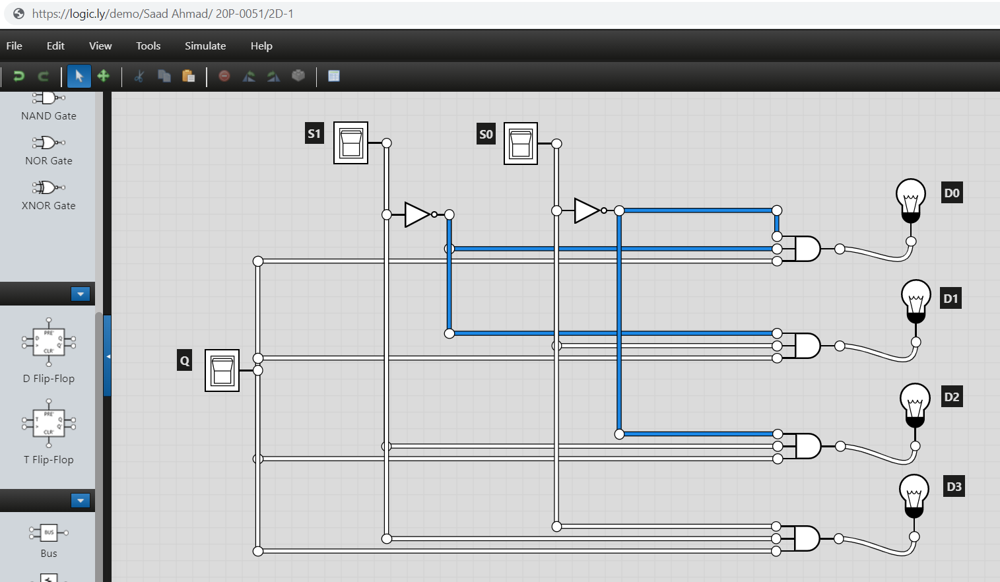 https://logic.ly/demo/Saad Ahmad/ 20P-0051/2D-1
File Edit View Tools Simulate Help
NAND Gate
NOR Gate
XNOR Gate
PRE'
D Q
> Q'
CLR'
D Flip-Flop
PRE'
T Q
> Q'
CLR'
T Flip-Flop
BUS
Bus
S1
S0
Q
D0
D1
D2
D3